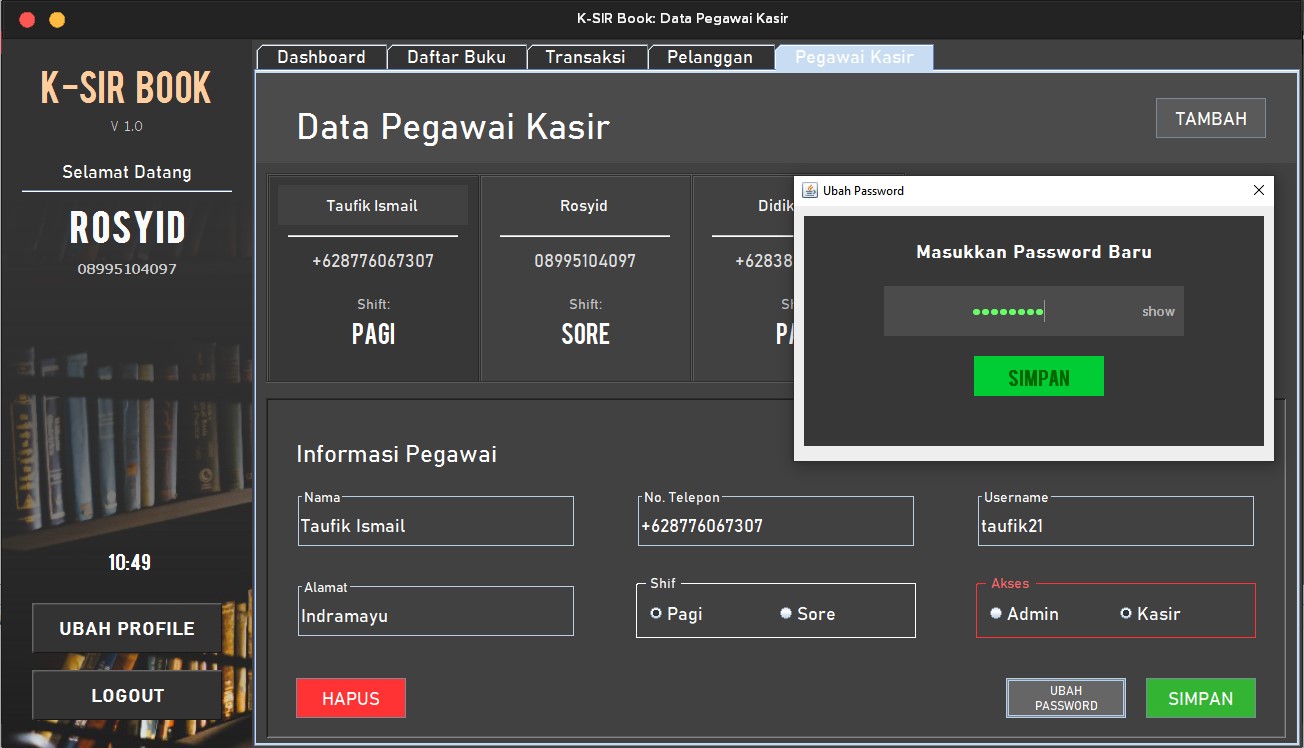 K-SIR Book: Data Pegawai Kasir
K-SIR BOOK
V 1.0
Selamat Datang
ROSYID
08995104097
10:49
UBAH PROFILE
LOGOUT
Dashboard
Daftar Buku
Transaksi
Pelanggan
Pegawai Kasir
Data Pegawai Kasir
TAMBAH
Taufik Ismail
+628776067307
Shift:
PAGI
Rosyid
08995104097
Shift:
SORE
Didik
+62838
Ubah Password
Masukkan Password Baru
show
SIMPAN
Informasi Pegawai
Nama
Taufik Ismail
No. Telepon
+628776067307
Username
taufik21
Alamat
Indramayu
Shif
Pagi
Sore
Akses
Admin
Kasir
HAPUS
UBAH
PASSWORD
SIMPAN